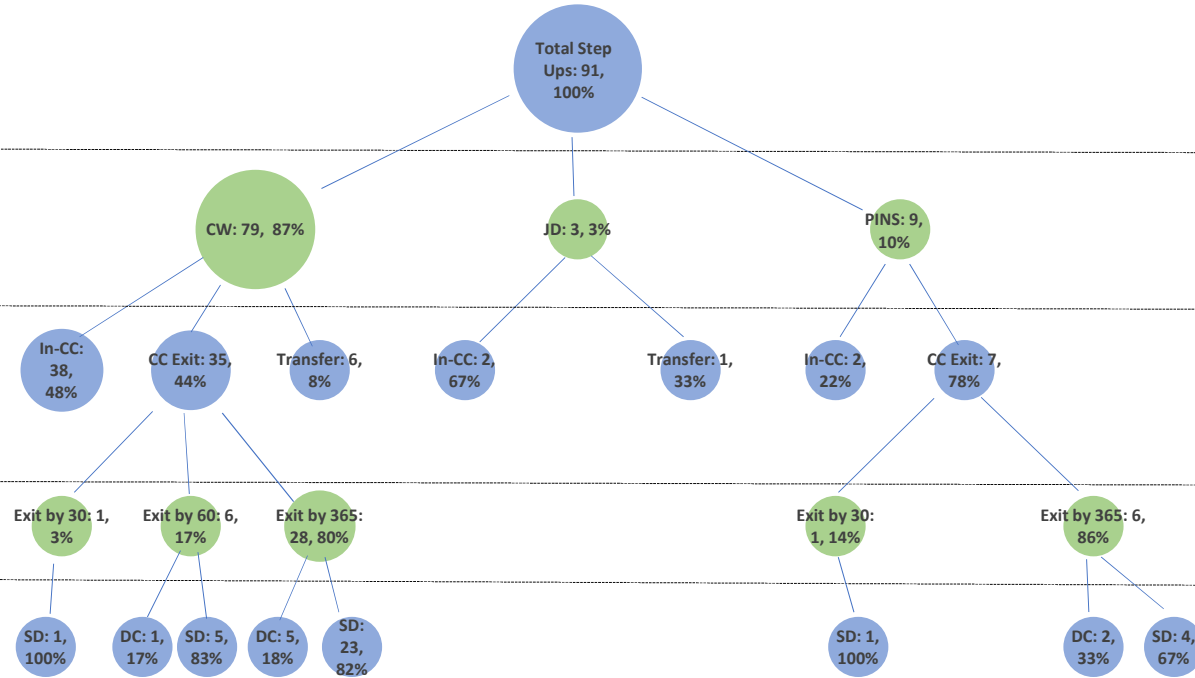 Total Step
Ups: 91,
100%
CW: 79, 87%
JD: 3, 3%
PINS: 9,
10%
In-CC:
38,
48%
CC Exit: 35,
44%
Transfer: 6,
8%
In-CC: 2,
67%
Transfer: 1,
33%
In-CC: 2,
22%
CC Exit: 7,
78%
Exit by 30: 1,
3%
Exit by 60: 6,
17%
Exit by 365:
28, 80%
Exit by 30:
1, 14%
Exit by 365: 6,
86%
SD: 1,
100%
DC: 1,
17%
SD: 5,
83%
DC: 5,
18%
SD:
23,
82%
SD: 1,
100%
DC: 2,
33%
SD: 4,
67%